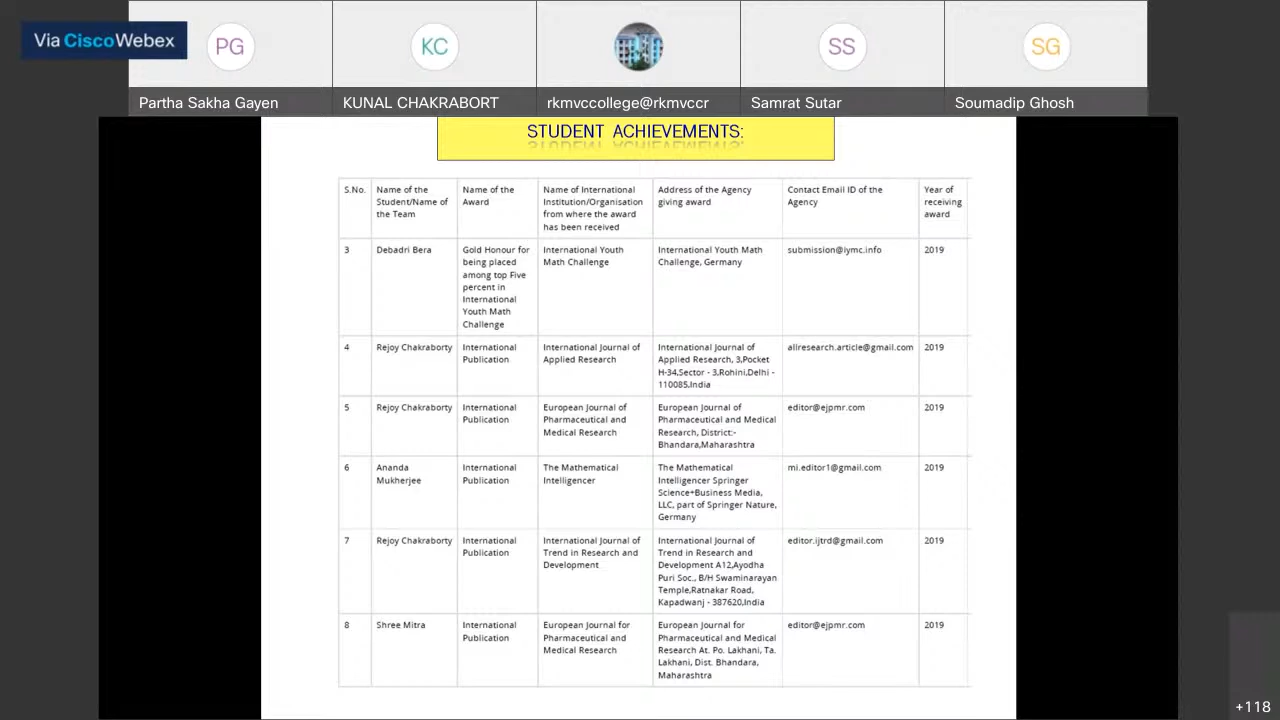 Via CiscoWebex
PG
KC
SS
SG
Partha Sakha Gayen
KUNAL CHAKRABORT
rkmvccollege@rkmvccr
Samrat Sutar
Soumadip Ghosh
STUDENT ACHIEVEMENTS:
S.No.
Name of the
Student/Name of
the Team
Name of the
Award
Name of International
Institution/Organisation
from where the award
has been received
Address of the Agency
giving award
Contact Email ID of the
Agency
Year of
receiving
award
3
Debadri Bera
Gold Honour for
being placed
among top Five
percent in
International
Youth Math
Challenge
International Youth
Math Challenge
International Youth Math
Challenge, Germany
submission@iymc.info
2019
4
Rejoy Chakraborty
International
Publication
International Journal of
Applied Research
International Journal of
Applied Research, 3,Pocket
H-34,Sector - 3,Rohini,Delhi -
110085,India
allresearch.article@gmail.com
2019
5
Rejoy Chakraborty
International
Publication
European Journal of
Pharmaceutical and
Medical Research
European Journal of
Pharmaceutical and Medical
Research, District:-
Bhandara,Maharashtra
editor@ejpmr.com
2019
6
Ananda
Mukherjee
International
Publication
The Mathematical
Intelligencer
The Mathematical
Intelligencer Springer
Science+Business Media,
LLC, part of Springer Nature,
Germany
mi.editor1@gmail.com
2019
7
Rejoy Chakraborty
International
Publication
International Journal of
Trend in Research and
Development
International Journal of
Trend in Research and
Development A12,Ayodha
Puri Soc., B/H Swaminarayan
Temple,Ratnakar Road,
Kapadwanj - 387620,India
editor.ijtrd@gmail.com
2019
8
Shree Mitra
International
Publication
European Journal for
Pharmaceutical and
Medical Research
European Journal for
Pharmaceutical and Medical
Research At. Po. Lakhani, Ta.
Lakhani, Dist. Bhandara,
Maharashtra
editor@ejpmr.com
2019
+118